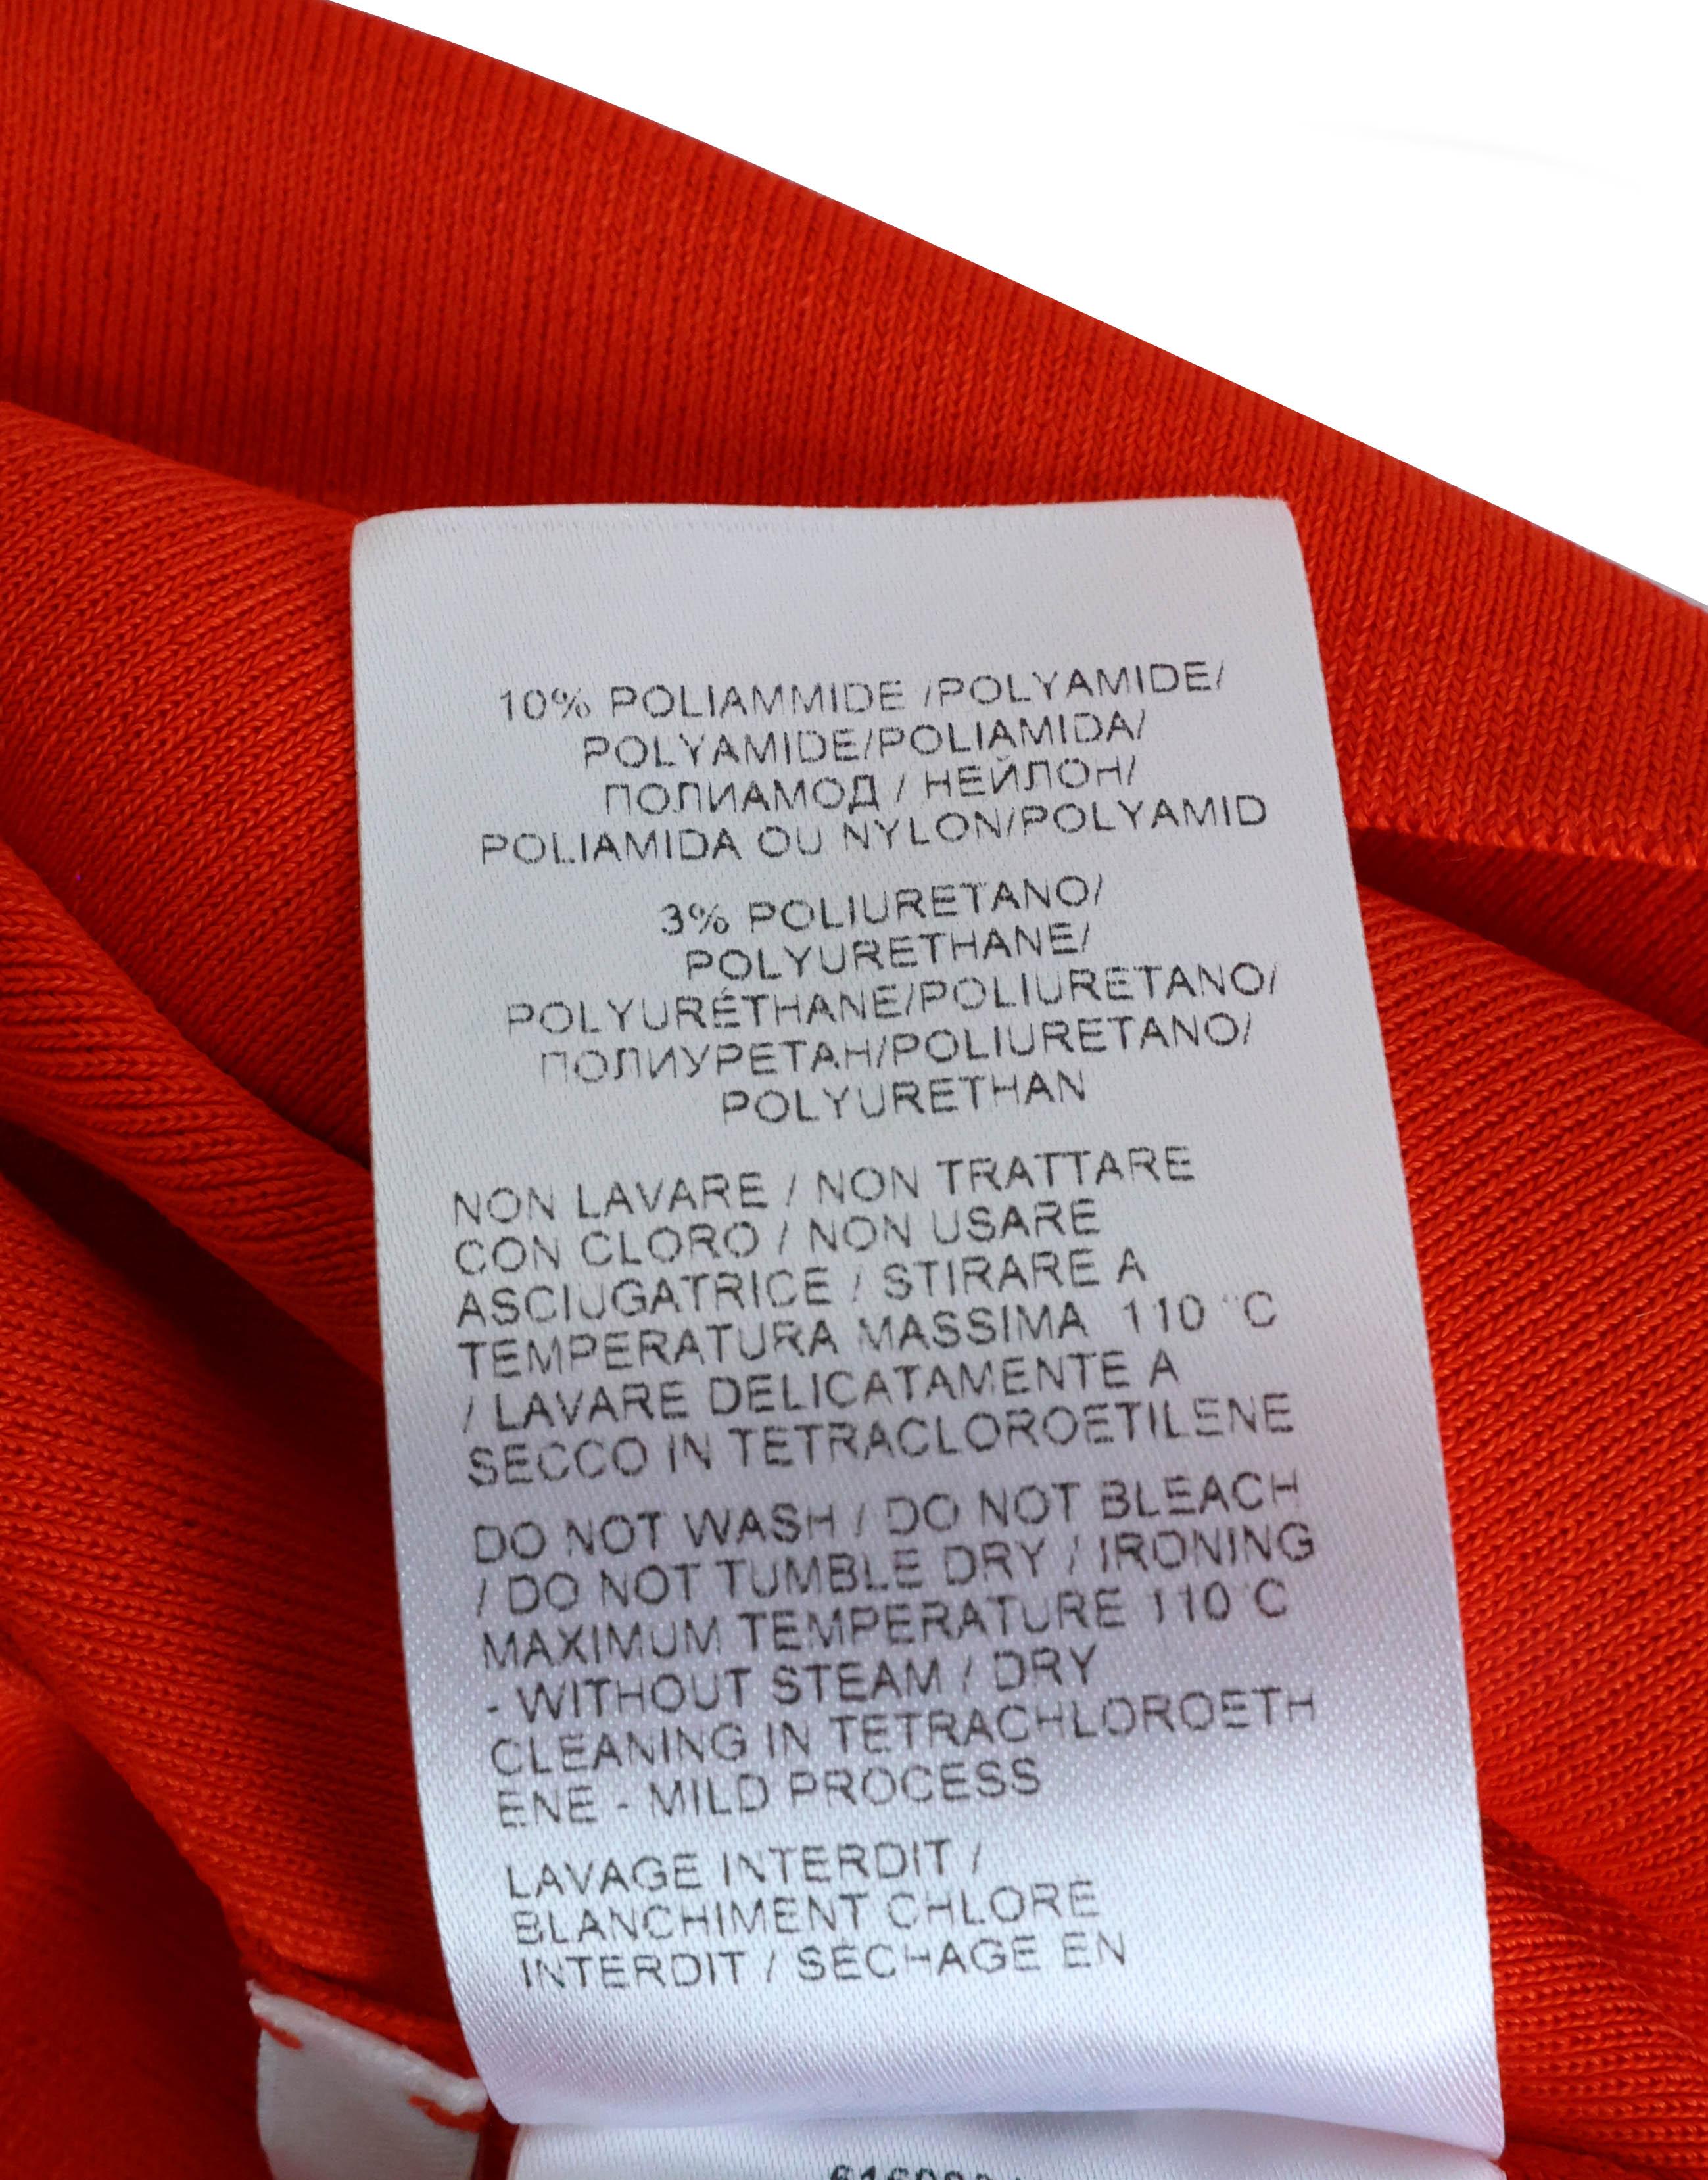 10% POLIAMMIDE /POLYAMIDE/
POLYAMIDE/POLIAMIDA/
ПОЛИАМОД / НЕЙЛОН/
POLIAMIDA OU NYLON/POLYAMID
3% POLIURETANO/
POLYURETHANE/
POLYURÉTHANE/POLIURETANO/
ПОЛИУРЕТАН/POLIURETANO/
POLYURETHAN
NON LAVARE / NON TRATTARE
CON CLORO / NON USARE
ASCIUGATRICE / STIRARE A
TEMPERATURA MASSIMA 110 °C
/ LAVARE DELICATAMENTE A
SECCO IN TETRACLOROETILENE
DO NOT WASH / DO NOT BLEACH
/ DO NOT TUMBLE DRY / IRONING
MAXIMUM TEMPERATURE 110°C
- WITHOUT STEAM / DRY
CLEANING IN TETRACHLOROETH
ENE - MILD PROCESS
LAVAGE INTERDIT /
BLANCHIMENT CHLORÉ
INTERDIT / SÉCHAGE EN